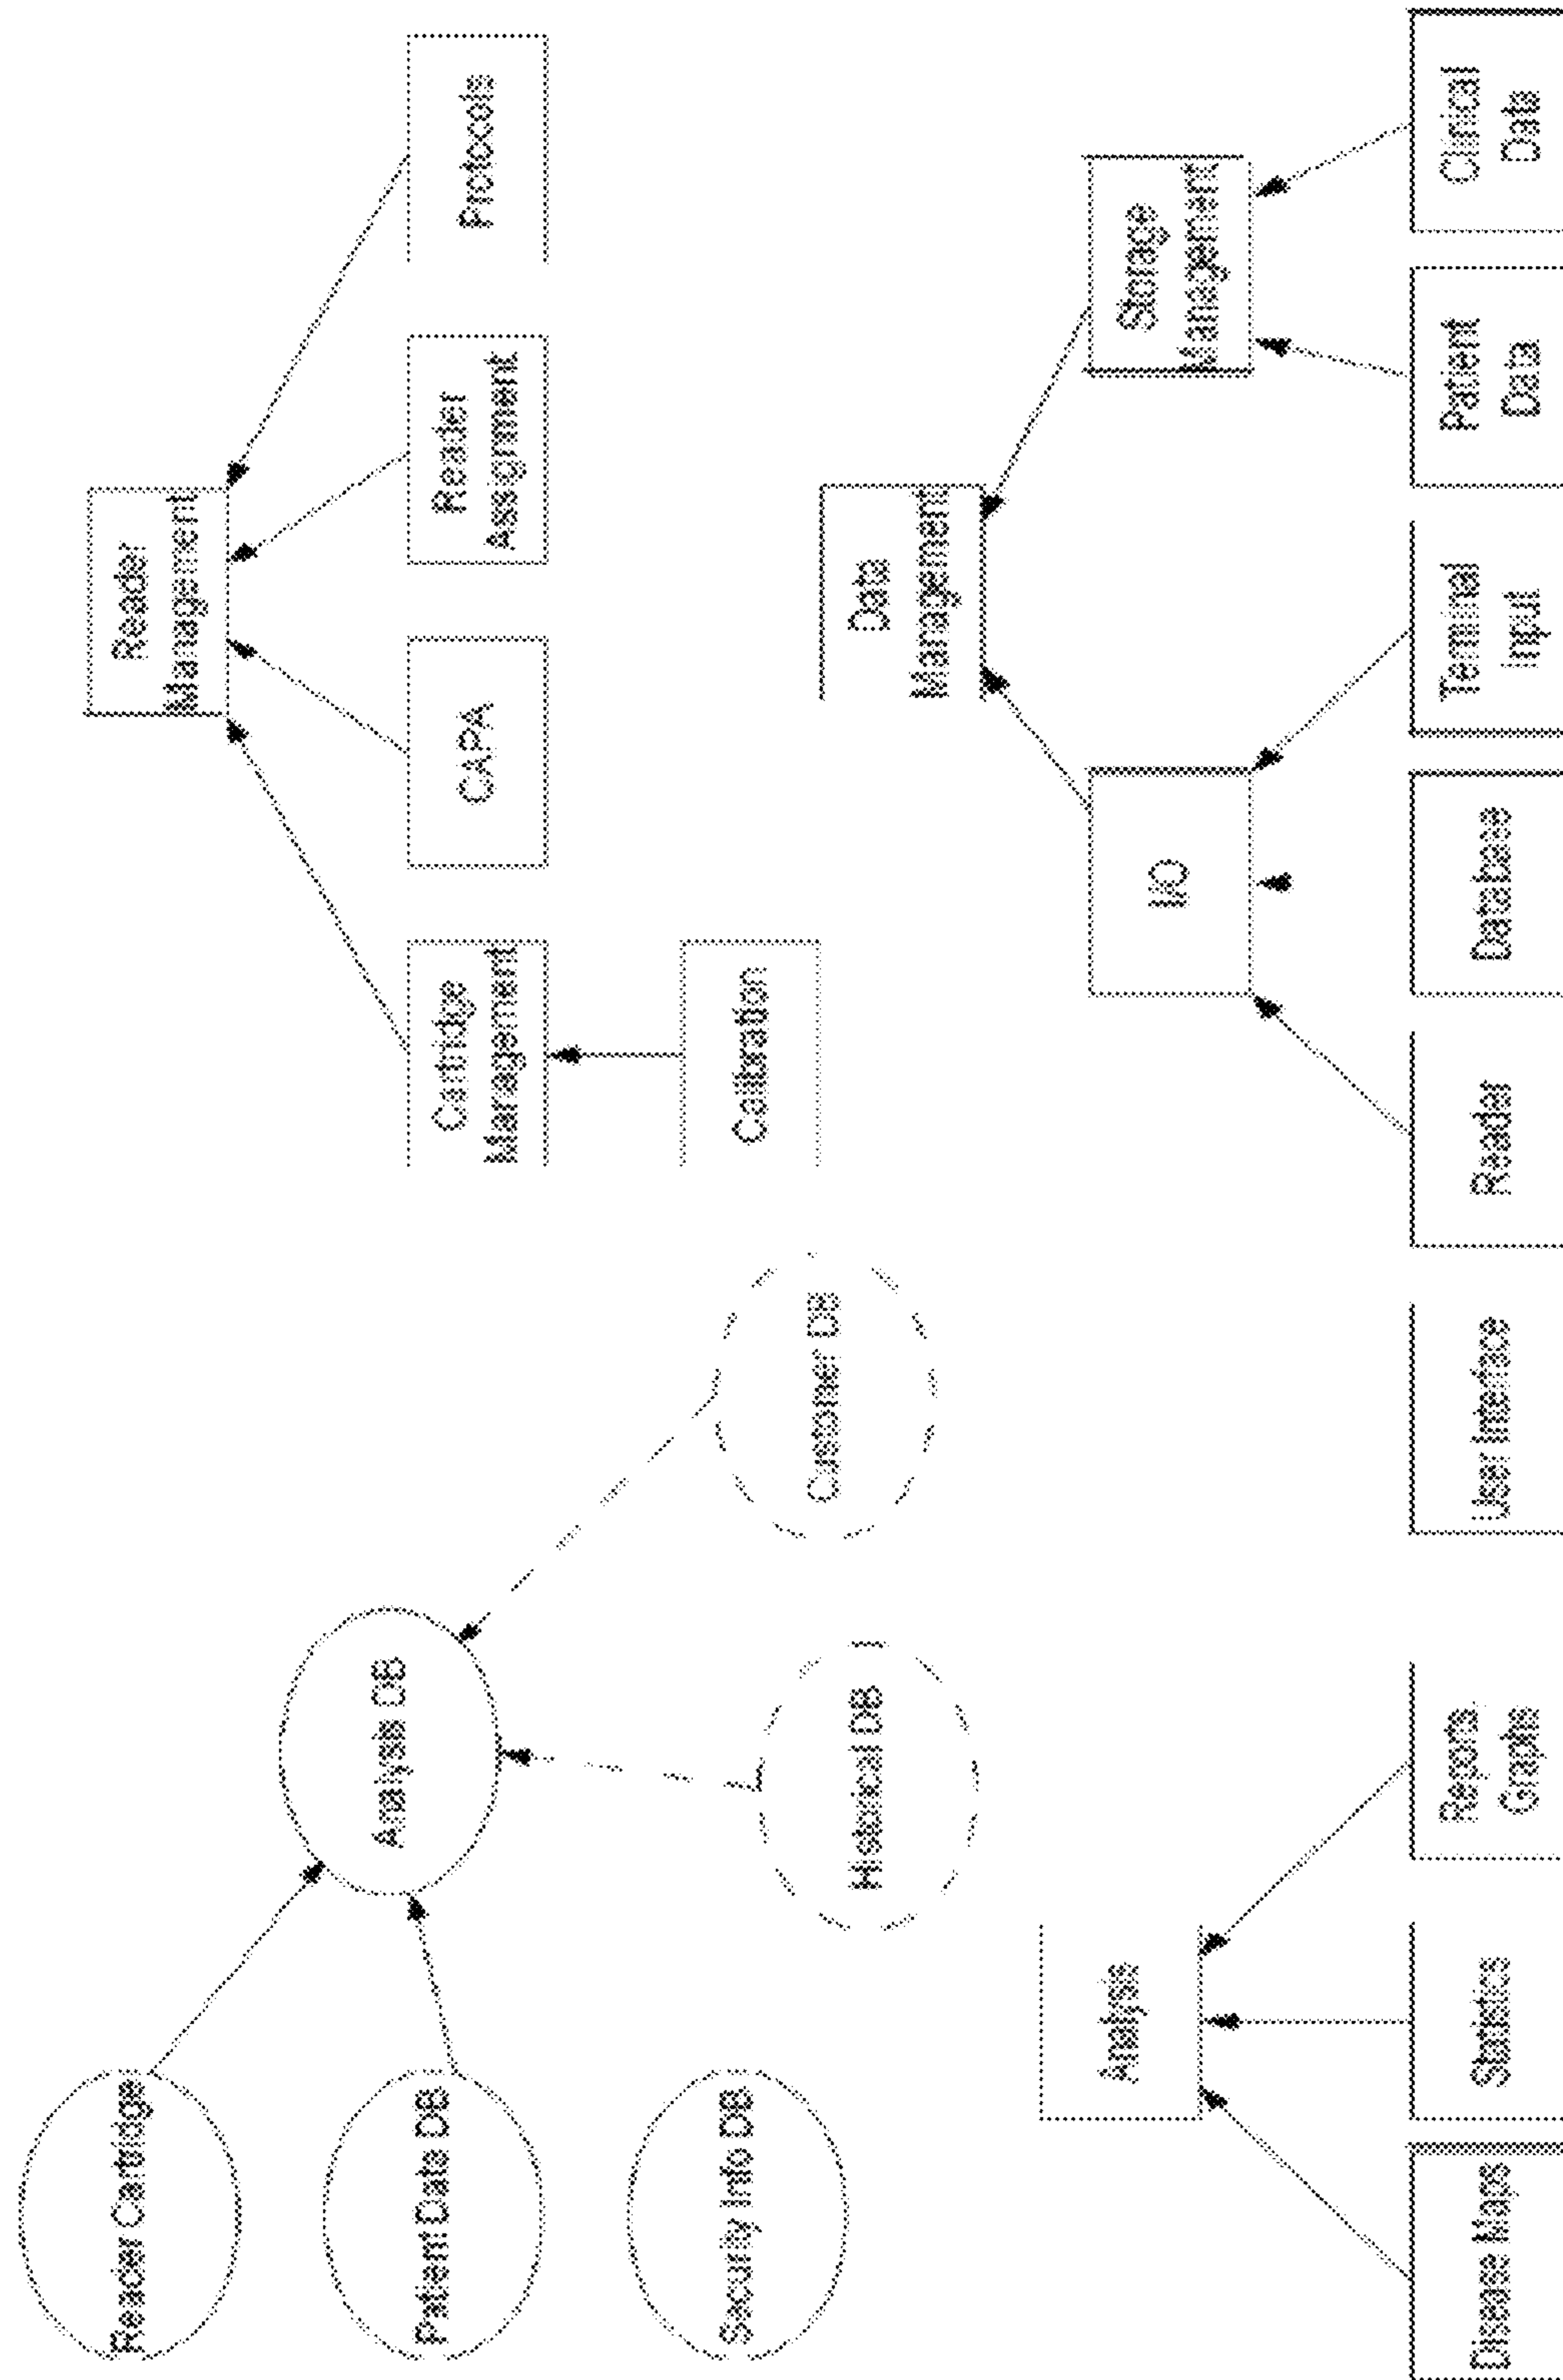 Reader Cartridge
Reader
Management
Analysis DB
Patient Data DB
Cartridge
Management
CAPA
Reader
Assignment
Protocols
Security Info DB
Customer DB
Calibration
Historical DB
Data
Management
Analysis
I/O
Storage
Management
Disease Maps
Statistics
Reports
Graphs
User Interface
Reader
Database
Terminal
Input
Patient
Data
Clinical
Data